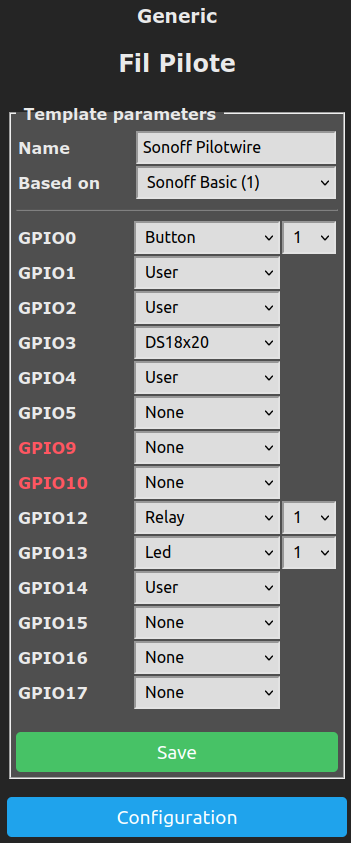 Generic
Fil Pilote
Template parameters
Name Sonoff Pilotwire
Based on Sonoff Basic (1)
GPIO0 Button 1
GPIO1 User
GPIO2 User
GPIO3 DS18x20
GPIO4 User
GPIO5 None
GPIO9 None
GPIO10 None
GPIO12 Relay 1
GPIO13 Led 1
GPIO14 User
GPIO15 None
GPIO16 None
GPIO17 None
Save
Configuration